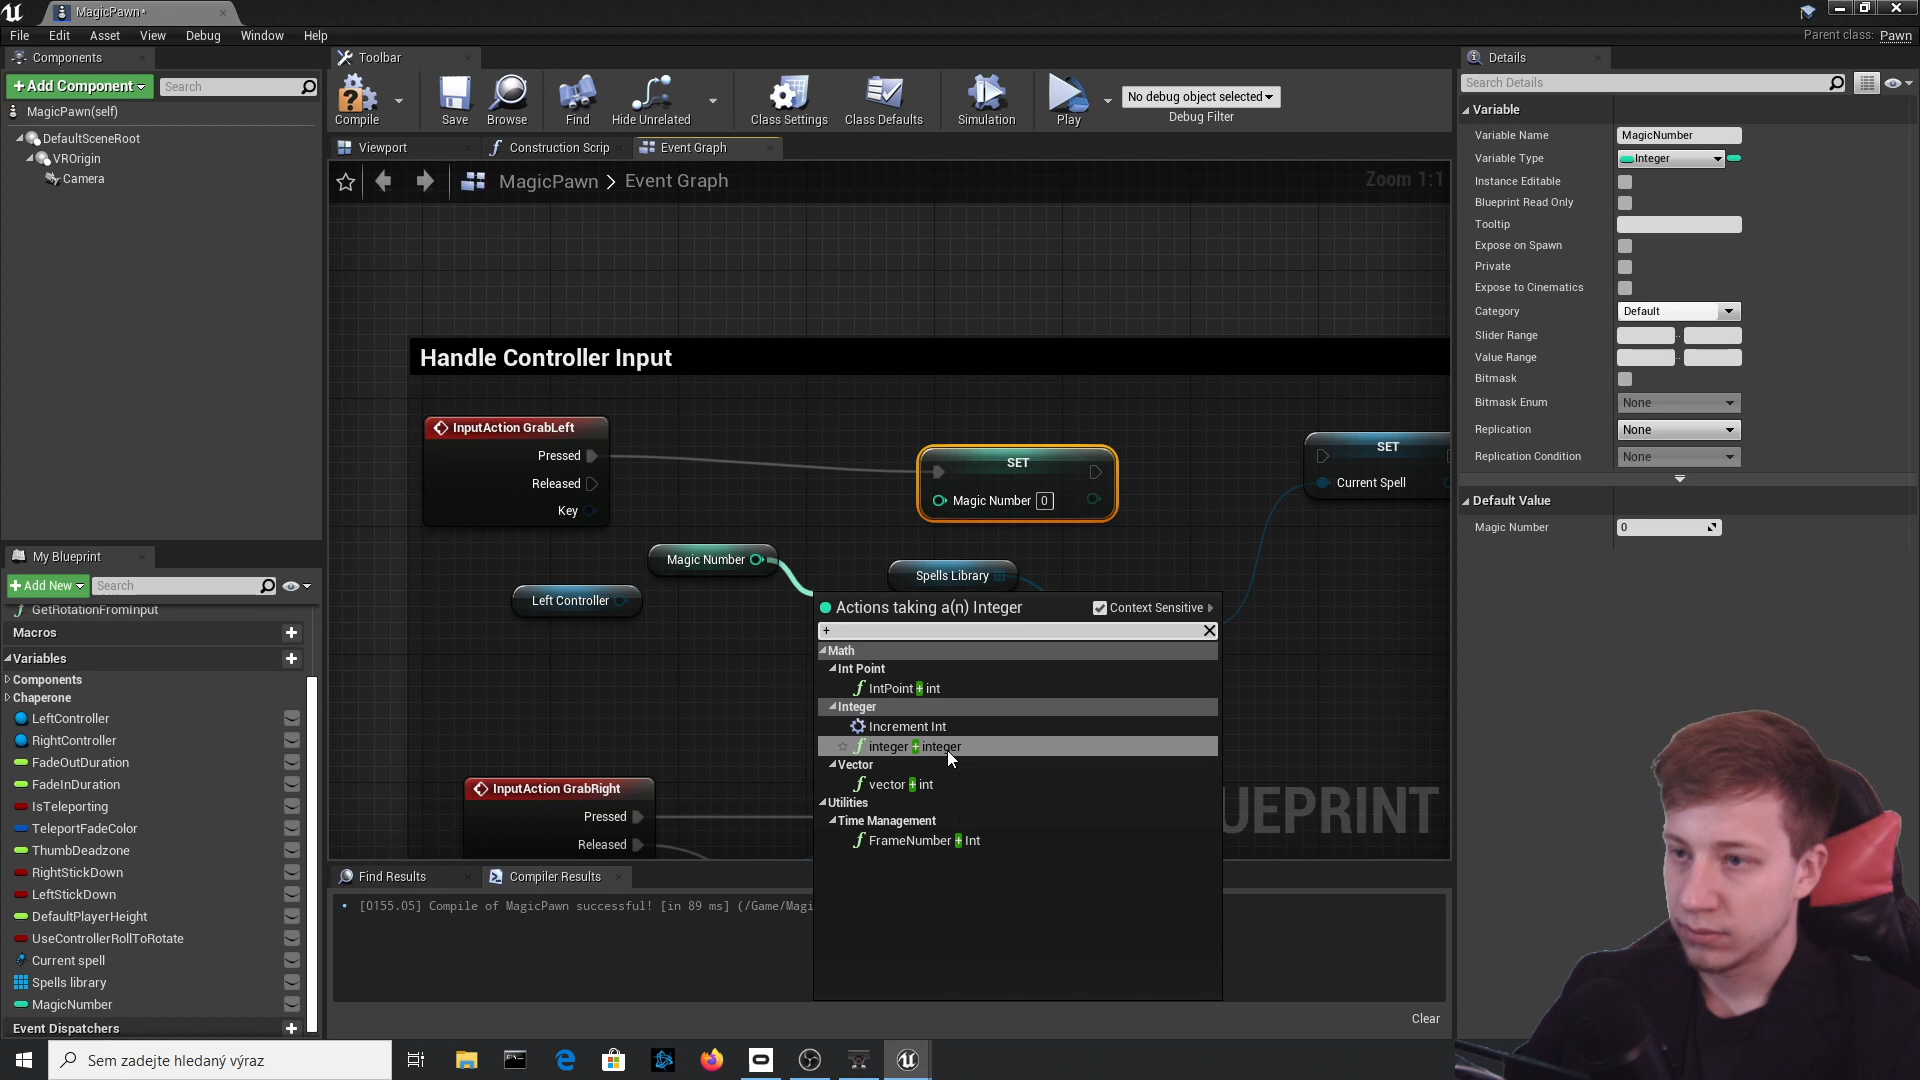 MagicPawn*
File Edit Asset View Debug Window Help
Parent class: Pawn
Components
+Add Component
Search
MagicPawn(self)
DefaultSceneRoot
VROrigin
Camera
Toolbar
Compile
Save
Browse
Find
Hide Unrelated
Class Settings
Class Defaults
Simulation
Play
No debug object selected
Debug Filter
Viewport
Construction Scrip
Event Graph
MagicPawn > Event Graph
Zoom 1:1
Handle Controller Input
InputAction GrabLeft
Pressed
Released
Key
SET
Magic Number 0
SET
Current Spell
Magic Number
Left Controller
Spells Library
InputAction GrabRight
Pressed
Released
Actions taking a(n) Integer
Context Sensitive
+
Math
Int Point
IntPoint + int
Integer
Increment Int
integer + integer
Vector
vector + int
Utilities
Time Management
FrameNumber + Int
UEPRINT
Find Results
Compiler Results
[0155.05] Compile of MagicPawn successful! [in 89 ms] (/Game/Magi
Clear
My Blueprint
+Add New
Search
GetRotationFromInput
Macros
Variables
Components
Chaperone
LeftController
RightController
FadeOutDuration
FadeInDuration
IsTeleporting
TeleportFadeColor
ThumbDeadzone
RightStickDown
LeftStickDown
DefaultPlayerHeight
UseControllerRollToRotate
Current spell
Spells library
MagicNumber
Event Dispatchers
Details
Search Details
Variable
Variable Name MagicNumber
Variable Type Integer
Instance Editable
Blueprint Read Only
Tooltip
Expose on Spawn
Private
Expose to Cinematics
Category Default
Slider Range
Value Range
Bitmask
Bitmask Enum None
Replication None
Replication Condition None
Default Value
Magic Number 0
Sem zadejte hledaný výraz